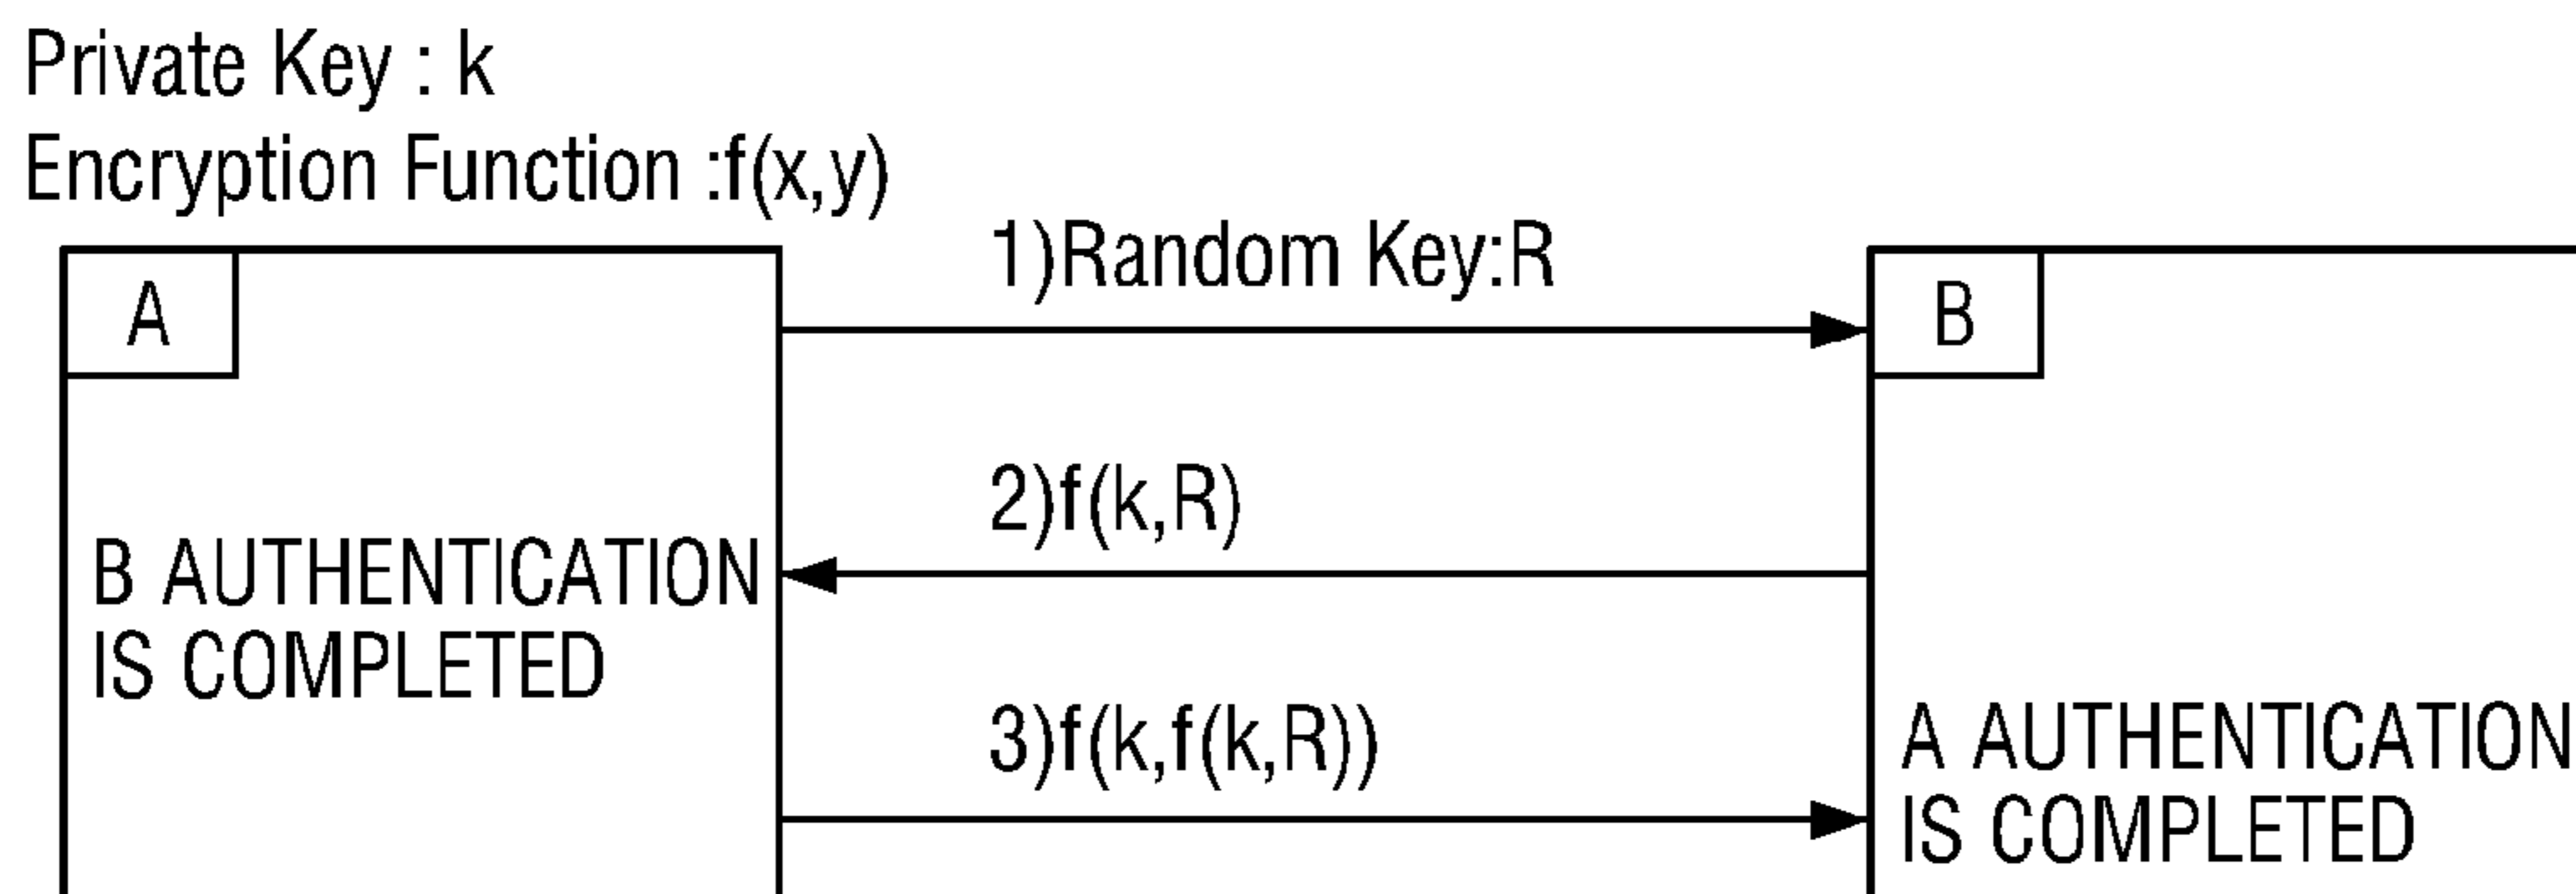 Private Key : k
Encryption Function :f(x,y)
1)Random Key:R
A
B
2)f(k,R)
B AUTHENTICATION
IS COMPLETED
3)f(k,f(k,R))
A AUTHENTICATION
IS COMPLETED